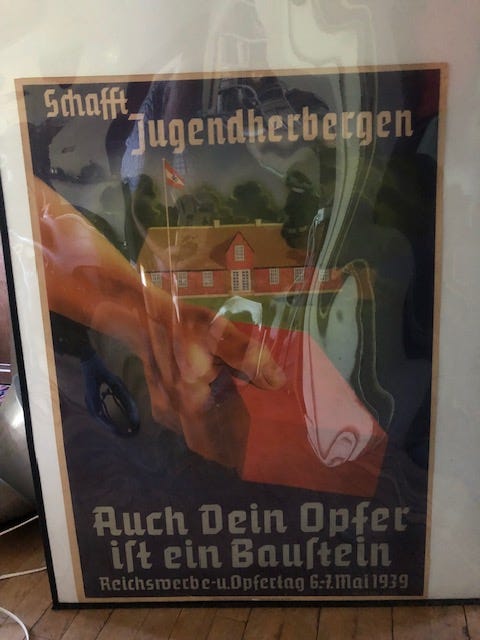 Schafft
Jugendherbergen
Auch Dein Opfer
iſt ein Bauſtein
Reichswerbe-u.Opfertag 6.-7.Mai 1939